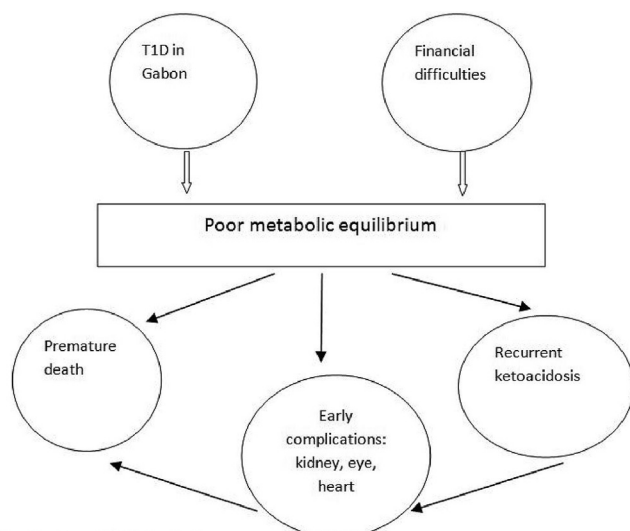 T1D in
Gabon
Financial
difficulties
Poor metabolic equilibrium
Premature
death
Early
complications:
kidney, eye,
heart
Recurrent
ketoacidosis